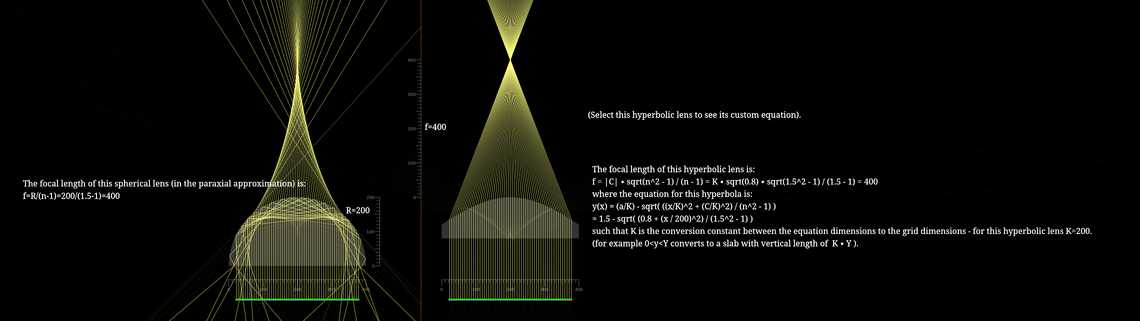 The focal length of this spherical lens (in the paraxial approximation) is:
f=R/(n-1)=200/(1.5-1)=400
R=200
f=400
(Select this hyperbolic lens to see its custom equation).
The focal length of this hyperbolic lens is:
f = |C| • sqrt(n^2 - 1) / (n - 1) = K • sqrt(0.8) • sqrt(1.5^2 - 1) / (1.5 - 1) = 400
where the equation for this hyperbola is:
y(x) = (a/K) - sqrt( ((x/K)^2 + (C/K)^2) / (n^2 - 1) )
= 1.5 - sqrt( (0.8 + (x / 200)^2) / (1.5^2 - 1) )
such that K is the conversion constant between the equation dimensions to the grid dimensions - for this hyperbolic lens K=200.
(for example 0<y<Y converts to a slab with vertical length of K • Y ).